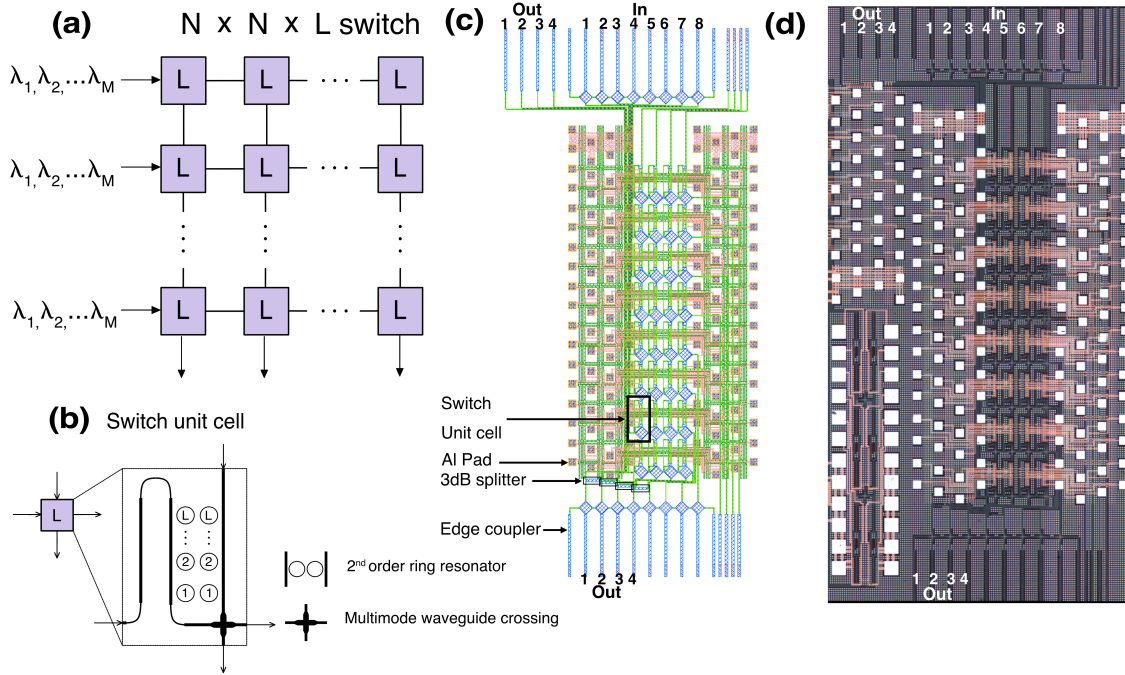 (a)
N x N x L switch
λ1, λ2, ...λM
L
L
· · ·
L
λ1, λ2, ...λM
L
L
· · ·
L
λ1, λ2, ...λM
L
L
· · ·
L
(b)
Switch unit cell
L
L L
2 2
1 1
2nd order ring resonator
Multimode waveguide crossing
(c)
Out
In
1 2 3 4
1 2 3 4 5 6 7 8
Switch
Unit cell
Al Pad
3dB splitter
Edge coupler
1 2 3 4
Out
(d)
Out
In
1 2 3 4
1 2 3 4 5 6 7 8
1 2 3 4
Out